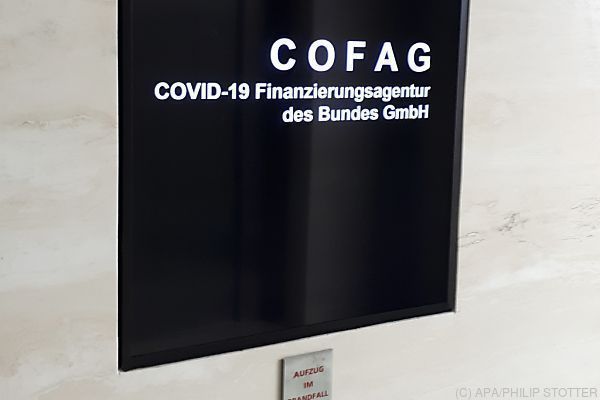 COFAG
COVID-19 Finanzierungsagentur
des Bundes GmbH
AUFZUG
IM
BRANDFALL
(C) APA/PHILIP STOTTER